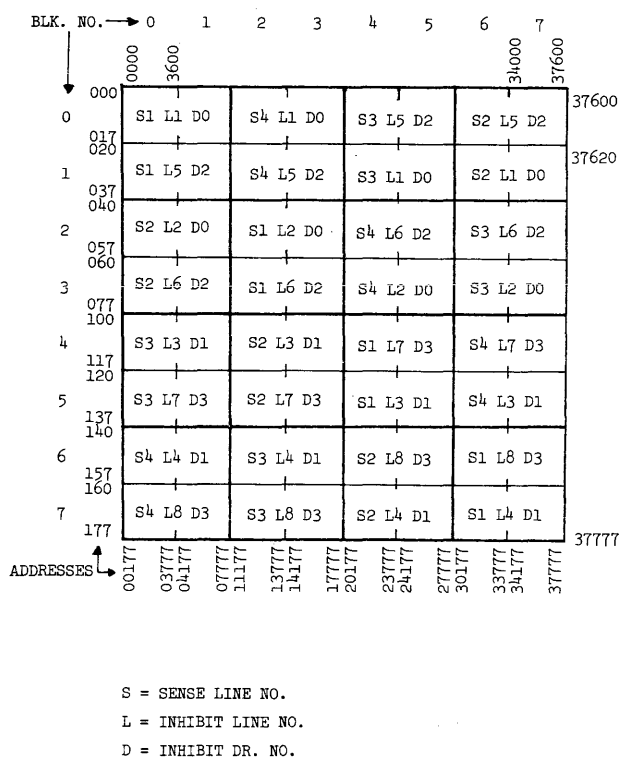 BLK. NO. 0 1 2 3 4 5 6 7
0000 3600 34000 37600
000 37600
0 S1 L1 D0 S4 L1 D0 S3 L5 D2 S2 L5 D2
017
020 37620
1 S1 L5 D2 S4 L5 D2 S3 L1 D0 S2 L1 D0
037
040
2 S2 L2 D0 S1 L2 D0 S4 L6 D2 S3 L6 D2
057
060
3 S2 L6 D2 S1 L6 D2 S4 L2 D0 S3 L2 D0
077
100
4 S3 L3 D1 S2 L3 D1 S1 L7 D3 S4 L7 D3
117
120
5 S3 L7 D3 S2 L7 D3 S1 L3 D1 S4 L3 D1
137
140
6 S4 L4 D1 S3 L4 D1 S2 L8 D3 S1 L8 D3
157
160
7 S4 L8 D3 S3 L8 D3 S2 L4 D1 S1 L4 D1
177 37777
ADDRESSES 00177 03777 04177 07777 11177 13777 14177 17777 20177 23777 24177 27777 30177 33777 34177 37777
S = SENSE LINE NO.
L = INHIBIT LINE NO.
D = INHIBIT DR. NO.